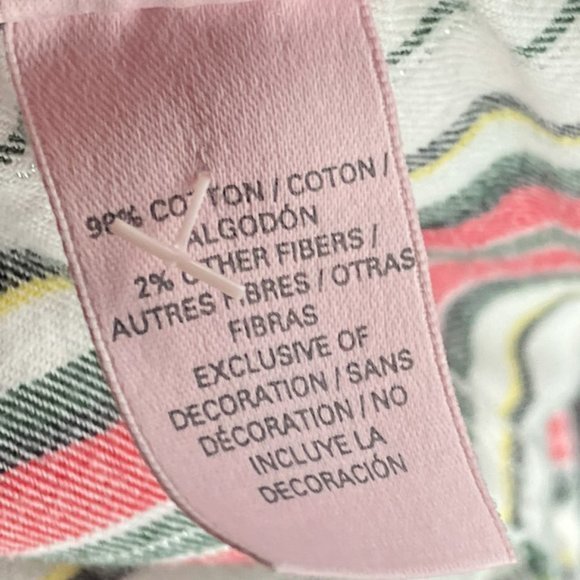 98% COTTON / COTON /
ALGODÓN
2% OTHER FIBERS /
AUTRES FIBRES / OTRAS
FIBRAS
EXCLUSIVE OF
DECORATION / SANS
DÉCORATION / NO
INCLUYE LA
DECORACIÓN